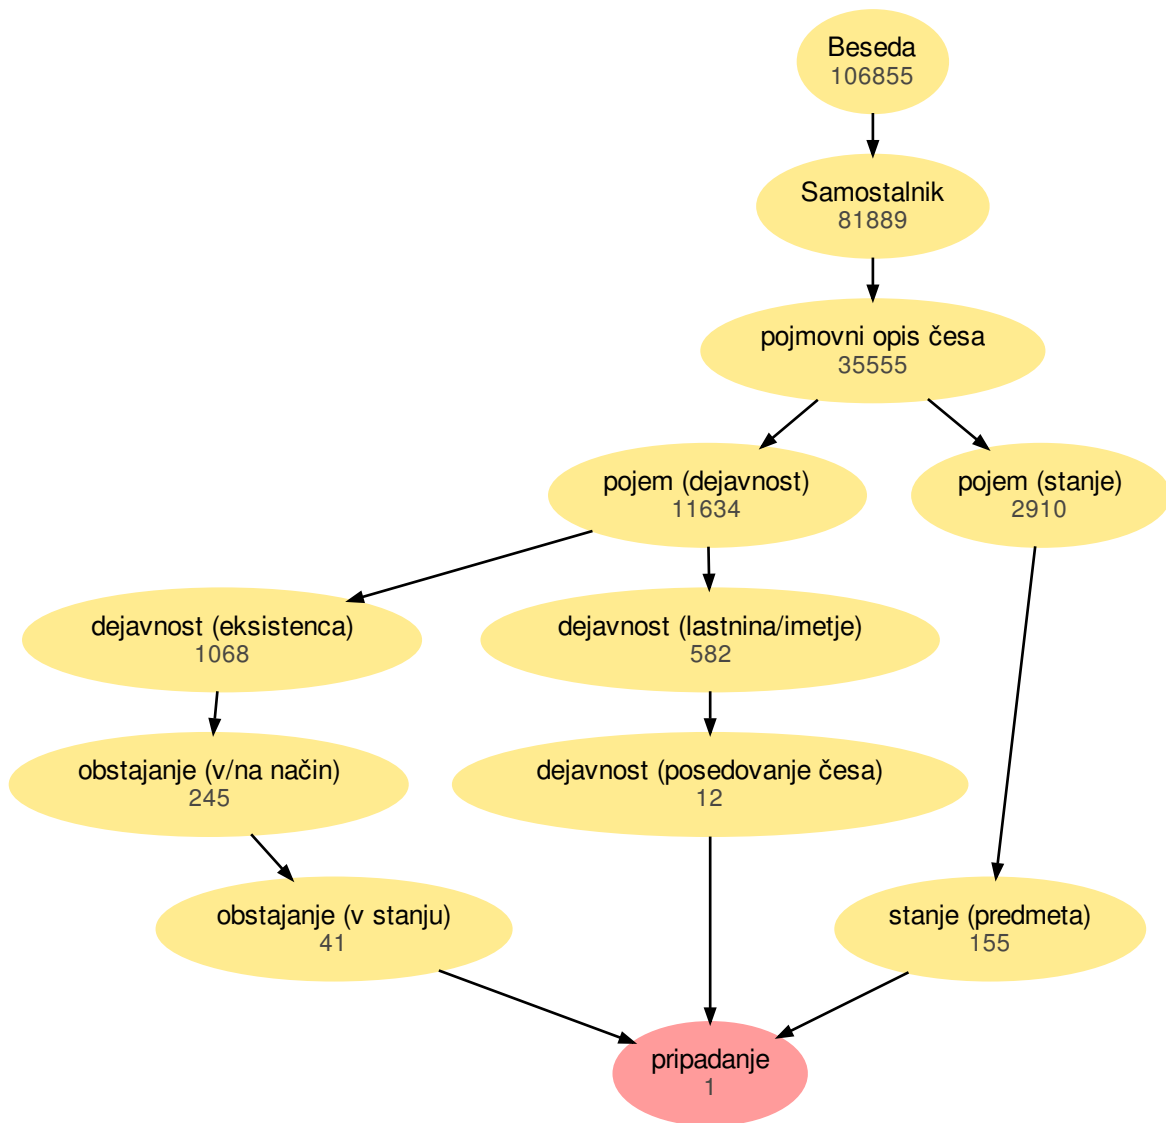 Beseda
106855
Samostalnik
81889
pojmovni opis česa
35555
pojem (dejavnost)
11634
pojem (stanje)
2910
dejavnost (eksistenca)
1068
dejavnost (lastnina/imetje)
582
obstajanje (v/na način)
245
dejavnost (posedovanje česa)
12
obstajanje (v stanju)
41
stanje (predmeta)
155
pripadanje
1